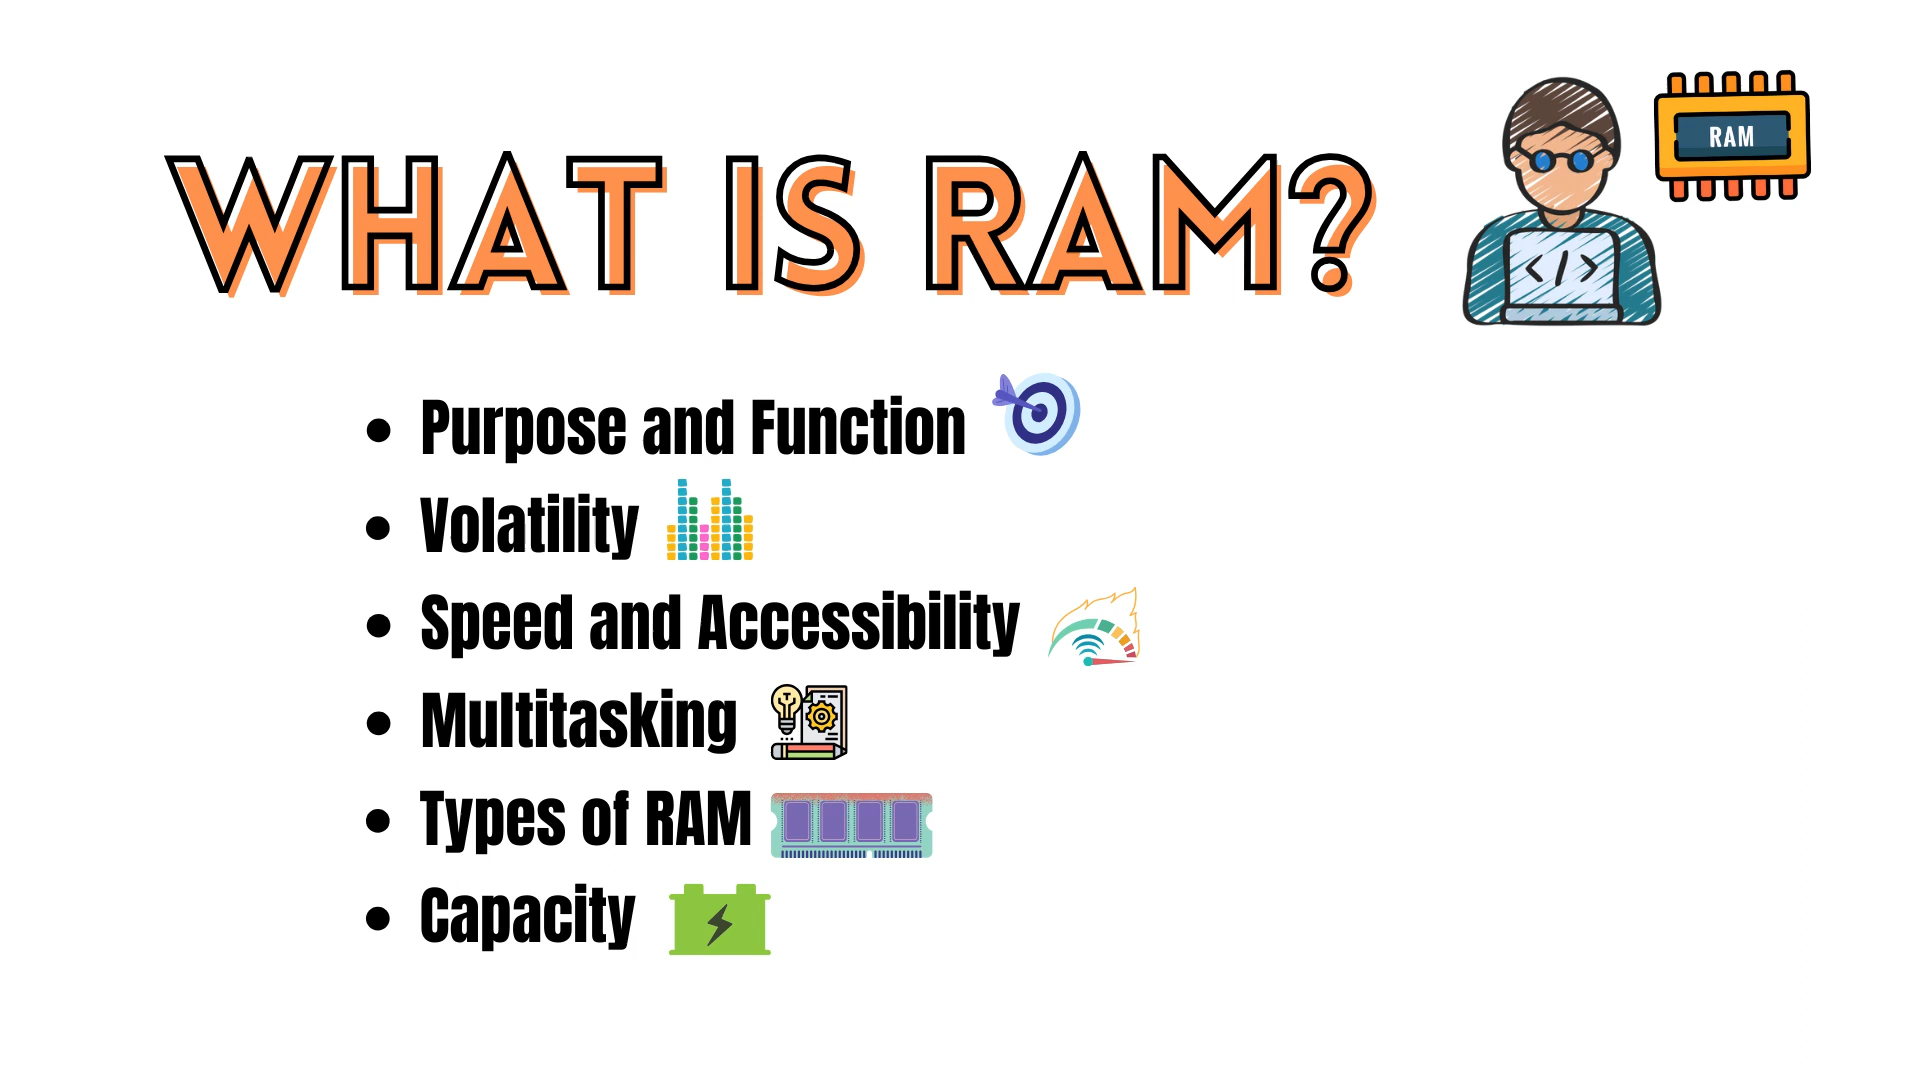 WHAT IS RAM?
RAM
</>
• Purpose and Function
• Volatility
• Speed and Accessibility
• Multitasking
• Types of RAM
• Capacity